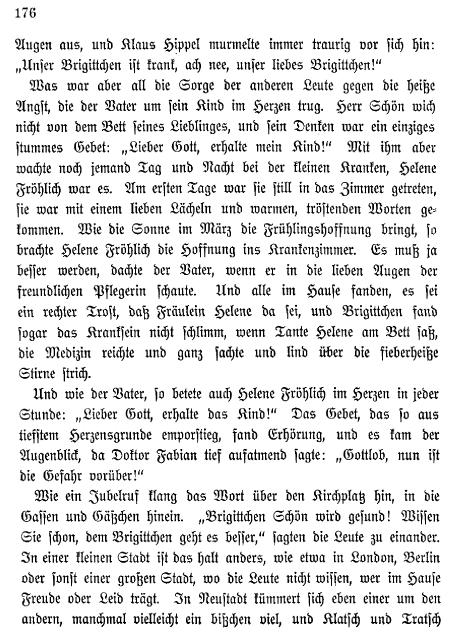 176
Augen aus, und Klaus Hippel murmelte immer traurig vor sich hin:
„Unser Brigittchen ist krank, ach nee, unser liebes Brigittchen!“
Was war aber all die Sorge der anderen Leute gegen die heiße
Angst, die der Vater um sein Kind im Herzen trug. Herr Schön wich
nicht von dem Bett seines Lieblinges, und sein Denken war ein einziges
stummes Gebet: „Lieber Gott, erhalte mein Kind!“ Mit ihm aber
wachte noch jemand Tag und Nacht bei der kleinen Kranken, Helene
Fröhlich war es. Am ersten Tage war sie still in das Zimmer getreten,
sie war mit einem lieben Lächeln und warmen, tröstenden Worten ge-
kommen. Wie die Sonne im März die Frühlingshoffnung bringt, so
brachte Helene Fröhlich die Hoffnung ins Krankenzimmer. Es muß ja
besser werden, dachte der Vater, wenn er in die lieben Augen der
freundlichen Pflegerin schaute. Und alle im Hause fanden, es sei
ein rechter Trost, daß Fräulein Helene da sei, und Brigittchen fand
sogar das Kranksein nicht schlimm, wenn Tante Helene am Bett saß,
die Medizin reichte und ganz sachte und lind über die fieberheiße
Stirne strich.
Und wie der Vater, so betete auch Helene Fröhlich im Herzen in jeder
Stunde: „Lieber Gott, erhalte das Kind!“ Das Gebet, das so aus
tiefstem Herzensgrunde emporstieg, fand Erhörung, und es kam der
Augenblick, da Doktor Fabian tief aufatmend sagte: „Gottlob, nun ist
die Gefahr vorüber!“
Wie ein Jubelruf klang das Wort über den Kirchplatz hin, in die
Gassen und Gäßchen hinein. „Brigittchen Schön wird gesund! Wissen
Sie schon, dem Brigittchen geht es besser,“ sagten die Leute zu einander.
In einer kleinen Stadt ist das halt anders, wie etwa in London, Berlin
oder sonst einer großen Stadt, wo die Leute nicht wissen, wer im Hause
Freude oder Leid trägt. In Neustadt kümmert sich eben einer um den
andern, manchmal vielleicht ein bißchen viel, und Klatsch und Tratsch